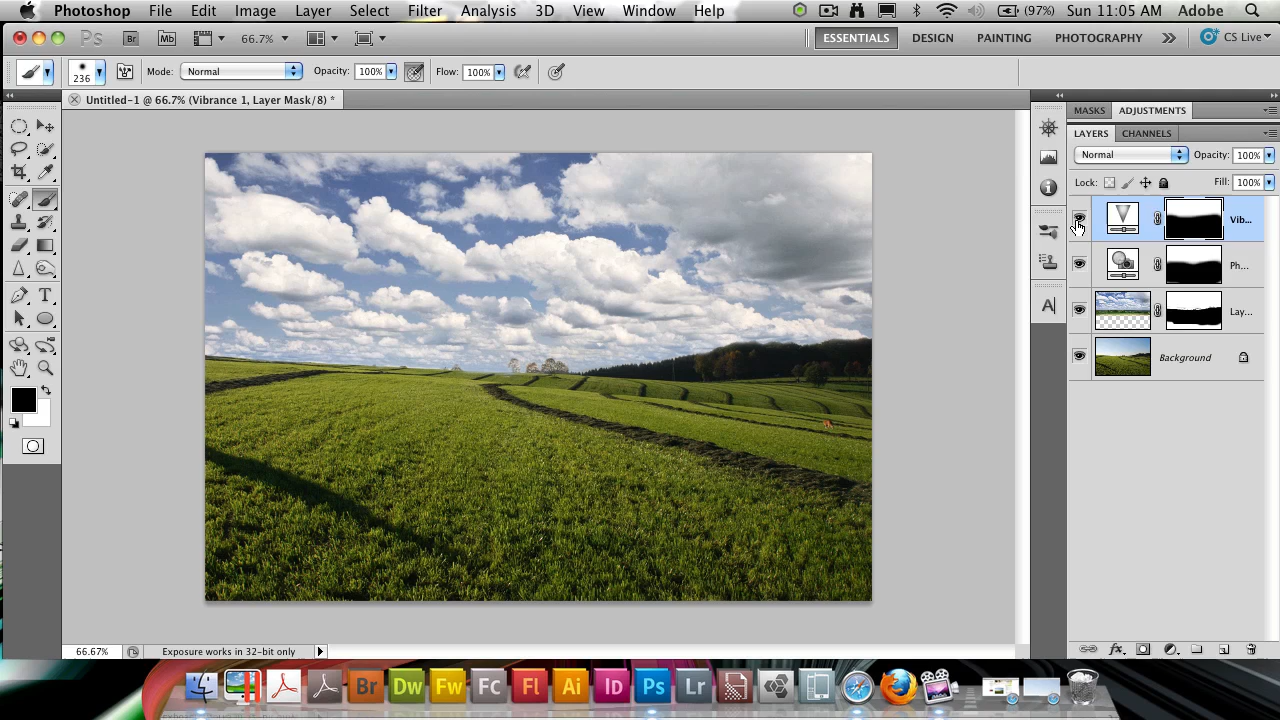 Photoshop File Edit Image Layer Select Filter Analysis 3D View Window Help (97%) Sun 11:05 AM Adobe
Ps Br Mb 66.7% ESSENTIALS DESIGN PAINTING PHOTOGRAPHY CS Live
236 Mode: Normal Opacity: 100% Flow: 100%
Untitled-1 @ 66.7% (Vibrance 1, Layer Mask/8) *
MASKS ADJUSTMENTS
LAYERS CHANNELS
Normal Opacity: 100%
Lock: Fill: 100%
Vib...
Ph...
Lay...
Background
T
A
66.67% Exposure works in 32-bit only
fx
Br Dw Fw Fc Fl Ai Id Ps Lr